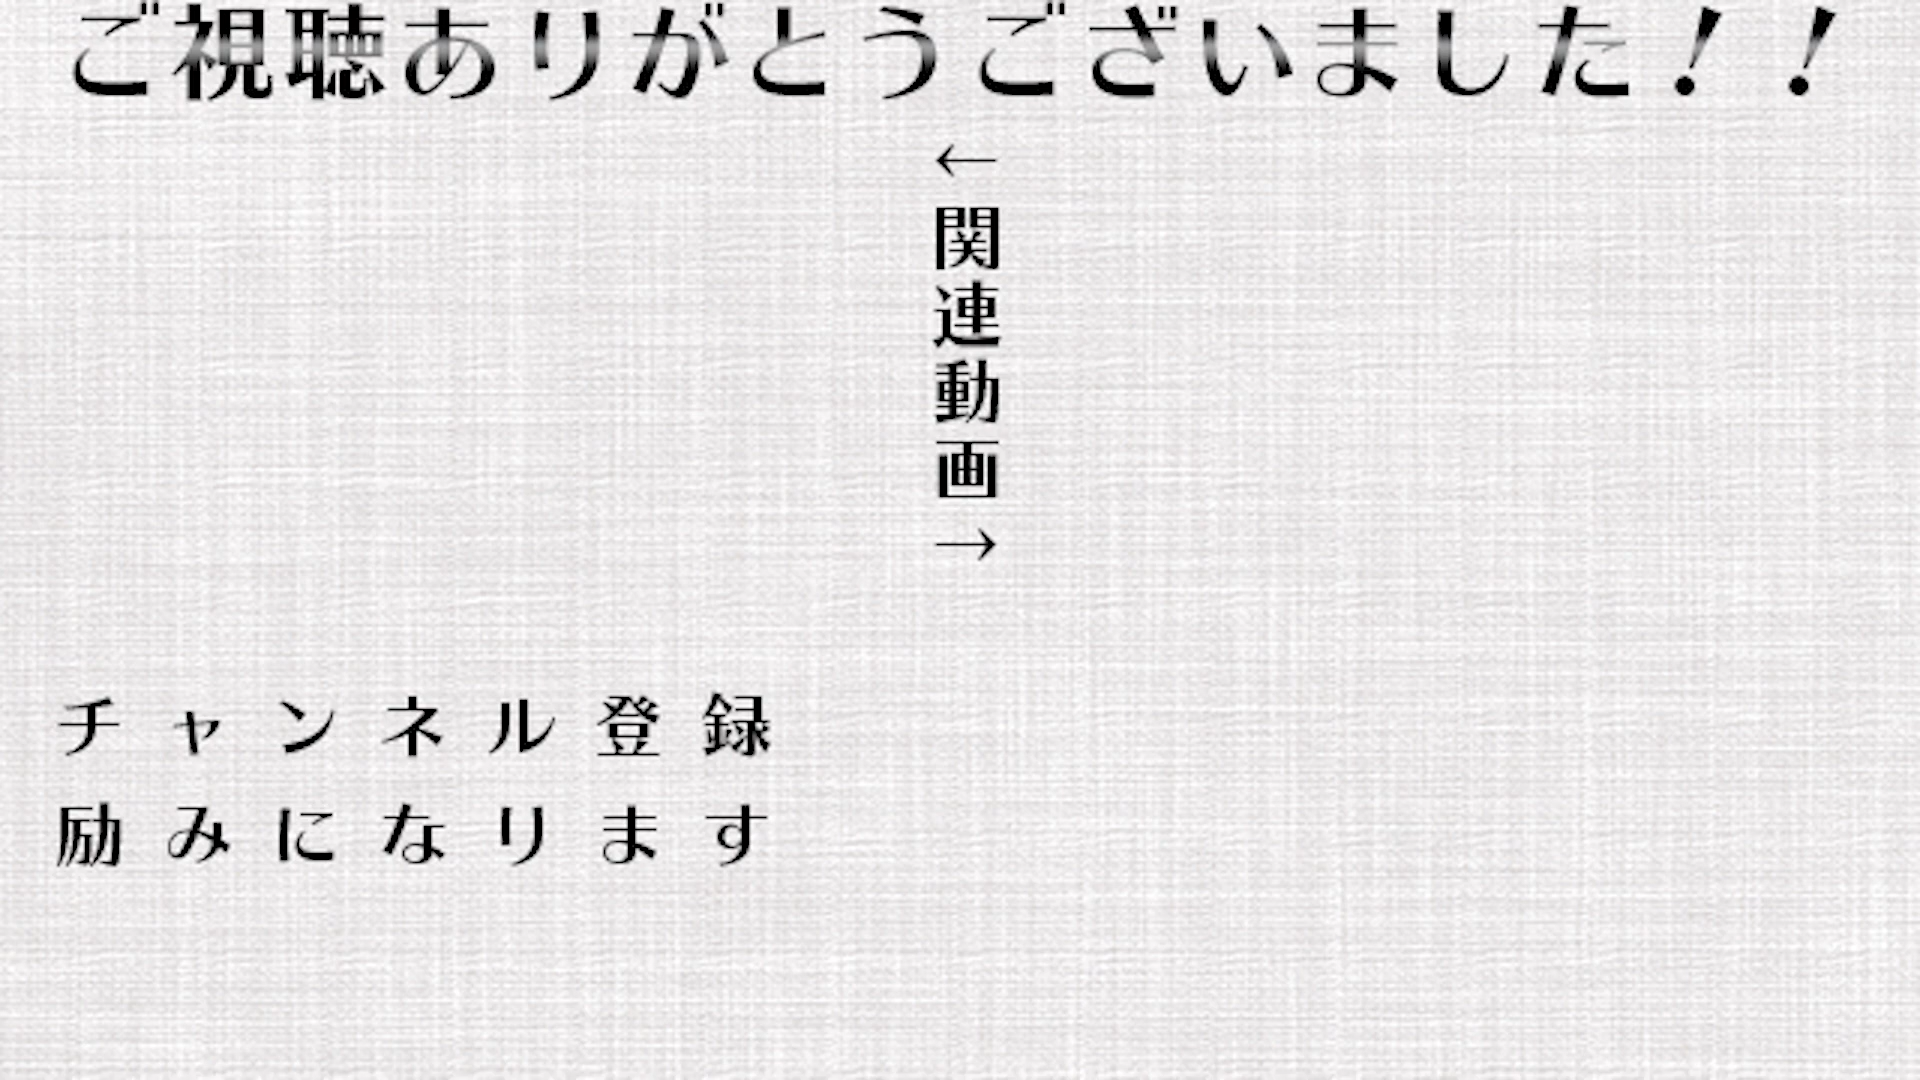 ご視聴ありがとうございました！！
←関連動画→
チャンネル登録
励みになります